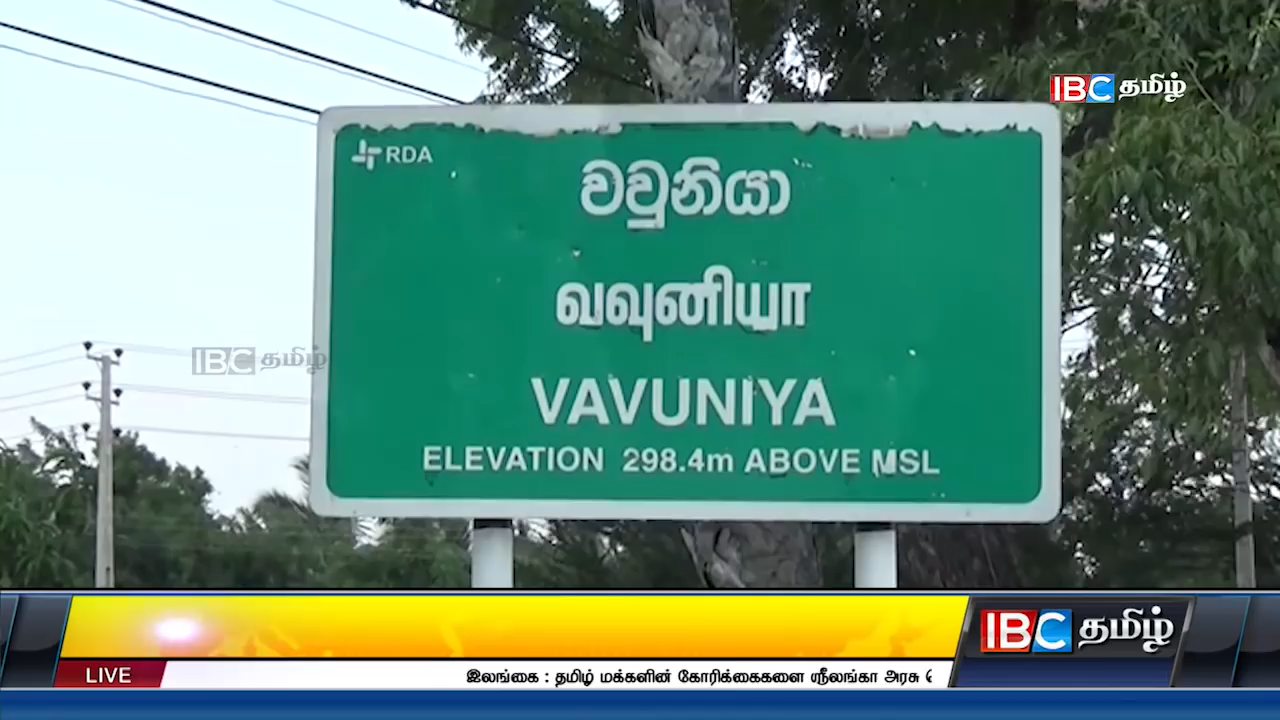 IBC தமிழ்
RDA
වවුනියා
வவுனியா
IBC தமிழ்
VAVUNIYA
ELEVATION 298.4m ABOVE MSL
IBC தமிழ்
LIVE
இலங்கை : தமிழ் மக்களின் கோரிக்கைகளை ஸ்ரீலங்கா அரசு